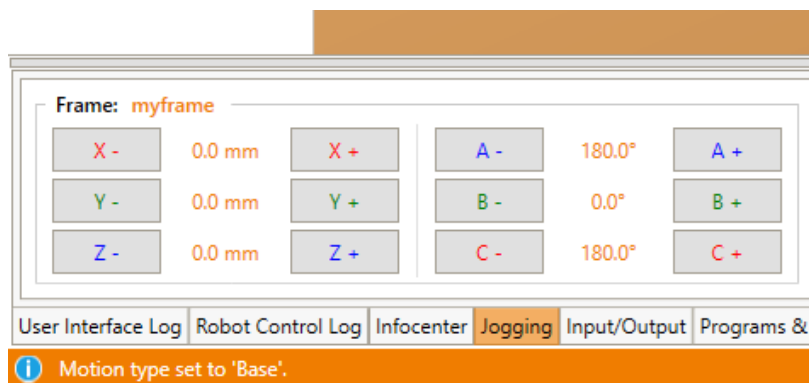 Frame: myframe
X - 0.0 mm X + A - 180.0° A +
Y - 0.0 mm Y + B - 0.0° B +
Z - 0.0 mm Z + C - 180.0° C +
User Interface Log Robot Control Log Infocenter Jogging Input/Output Programs &
i Motion type set to 'Base'.